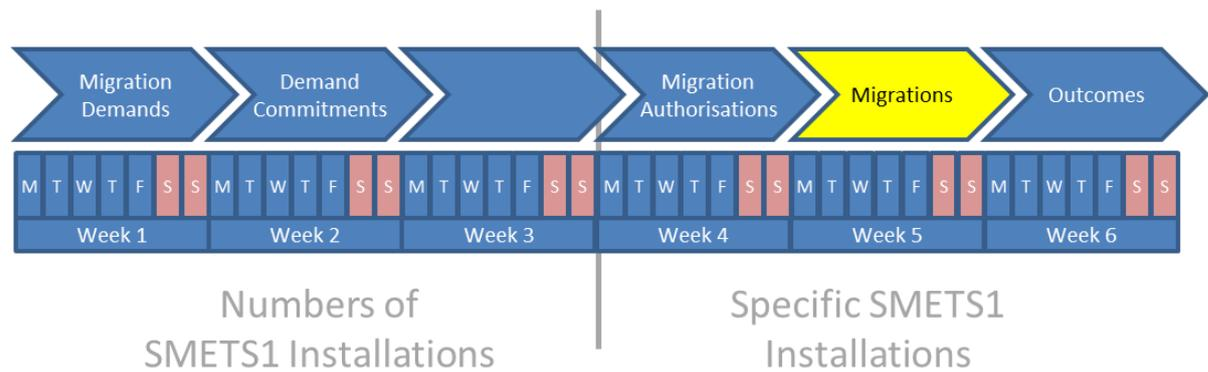 Migration
Demands
Demand
Commitments
Migration
Authorisations
Migrations
Outcomes
M T W T F S S M T W T F S S M T W T F S S M T W T F S S M T W T F S S M T W T F S S
Week 1 Week 2 Week 3 Week 4 Week 5 Week 6
Numbers of
SMETS1 Installations
Specific SMETS1
Installations